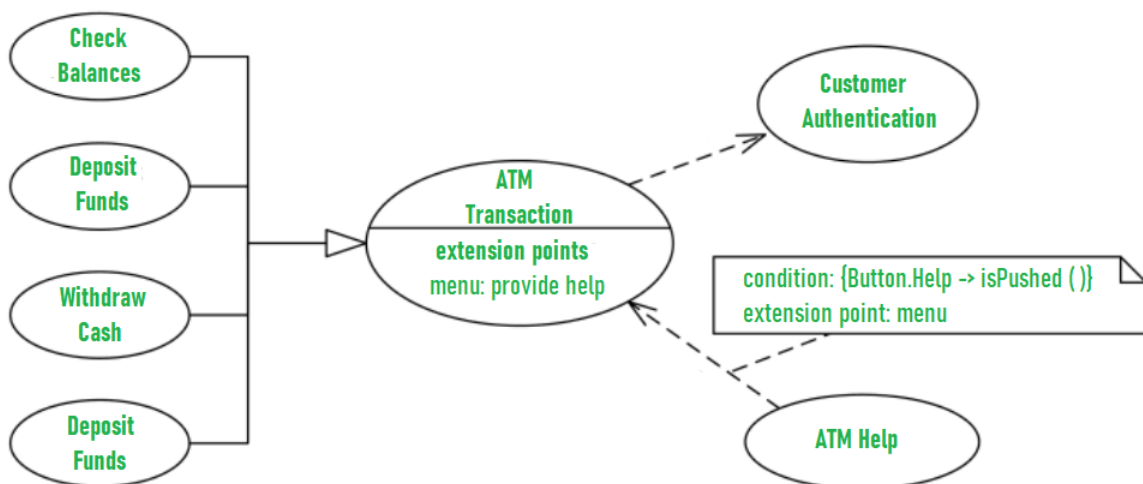 Check
Balances
Deposit
Funds
Withdraw
Cash
Deposit
Funds
ATM
Transaction
extension points
menu: provide help
Customer
Authentication
condition: {Button.Help -> isPushed ( )}
extension point: menu
ATM Help